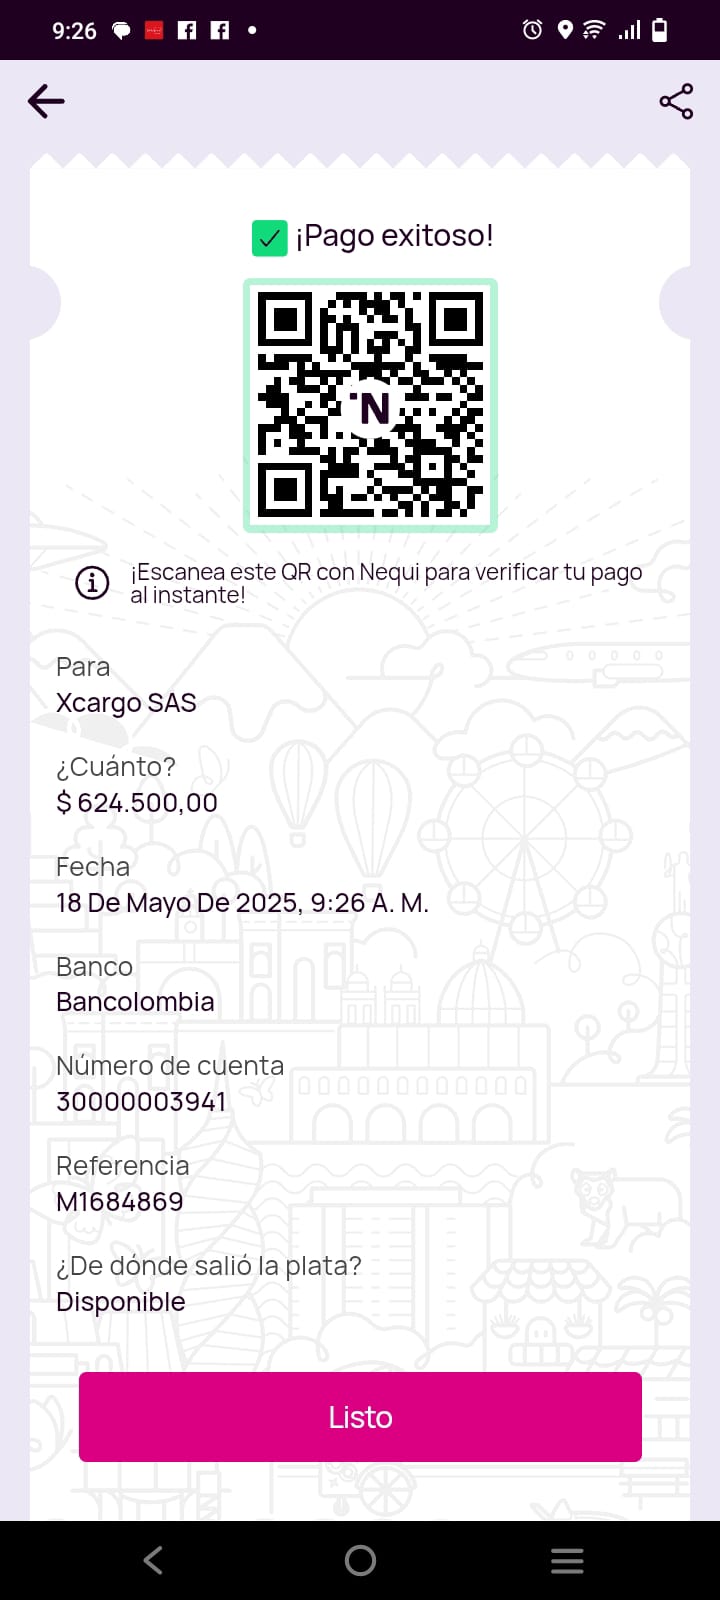 9:26
¡Pago exitoso!
N
¡Escanea este QR con Nequi para verificar tu pago
al instante!
Para
Xcargo SAS
¿Cuánto?
$ 624.500,00
Fecha
18 De Mayo De 2025, 9:26 A. M.
Banco
Bancolombia
Número de cuenta
30000003941
Referencia
M1684869
¿De dónde salió la plata?
Disponible
Listo